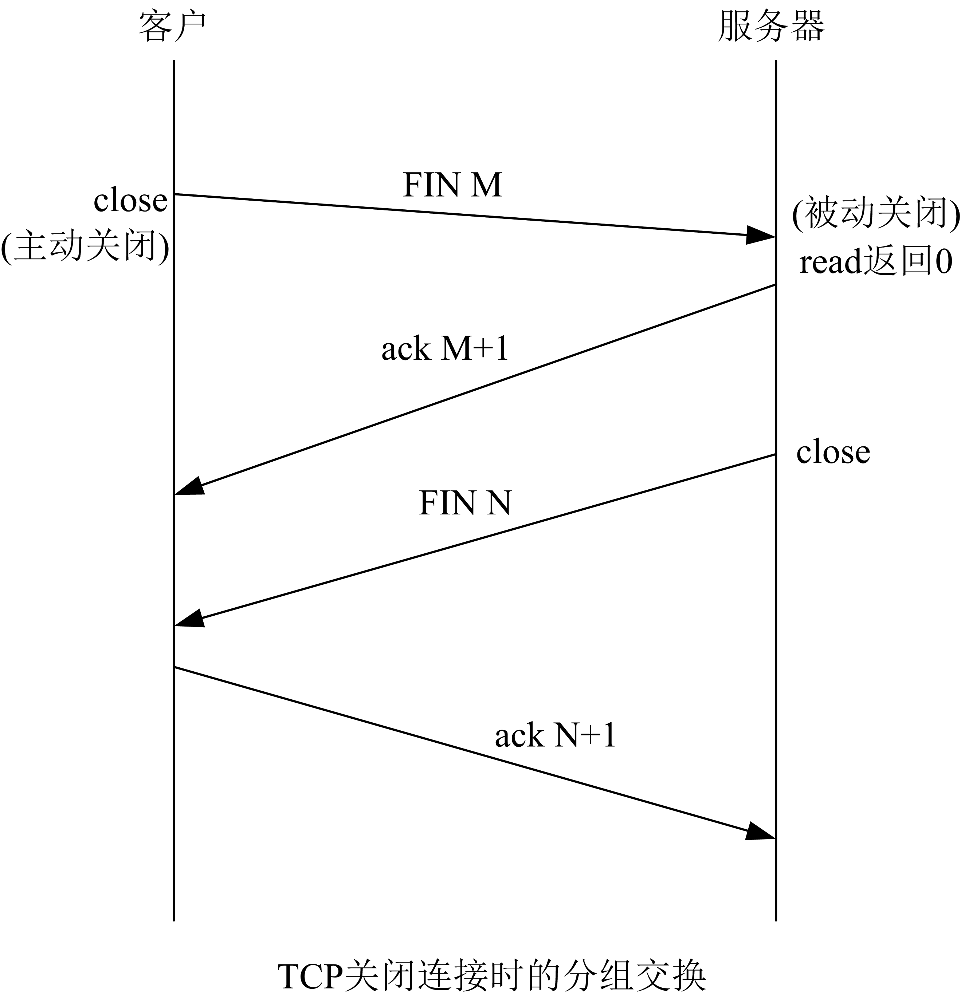 客户
服务器
FIN M
close
(主动关闭)
(被动关闭)
read返回0
ack M+1
close
FIN N
ack N+1
TCP关闭连接时的分组交换